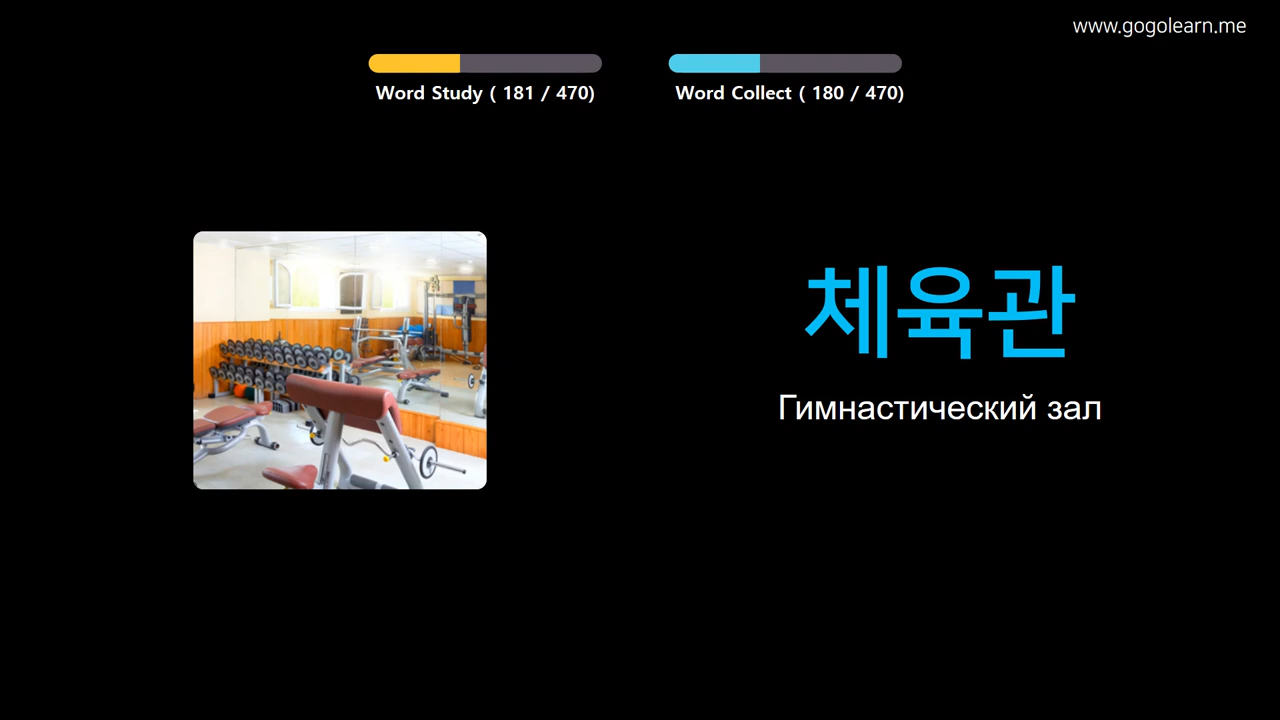 www.gogolearn.me
Word Study ( 181 / 470)
Word Collect ( 180 / 470)
체육관
Гимнастический зал